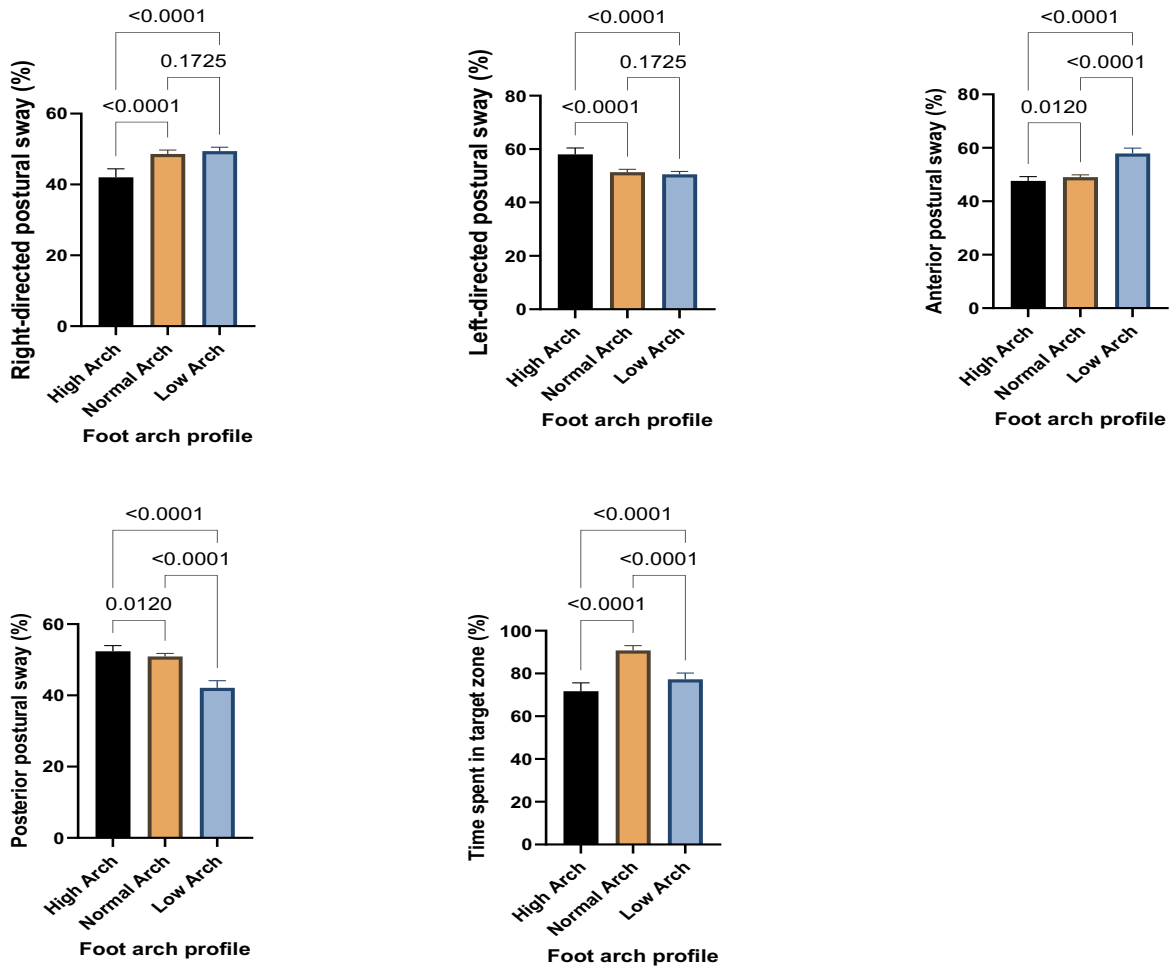 <0.0001
0.1725
<0.0001
Right-directed postural sway (%)
60
40
20
0
High Arch
Normal Arch
Low Arch
Foot arch profile
<0.0001
0.1725
<0.0001
Left-directed postural sway (%)
80
60
40
20
0
High Arch
Normal Arch
Low Arch
Foot arch profile
<0.0001
<0.0001
0.0120
Anterior postural sway (%)
80
60
40
20
0
High Arch
Normal Arch
Low Arch
Foot arch profile
<0.0001
<0.0001
0.0120
Posterior postural sway (%)
60
40
20
0
High Arch
Normal Arch
Low Arch
Foot arch profile
<0.0001
<0.0001
<0.0001
Time spent in target zone (%)
100
80
60
40
20
0
High Arch
Normal Arch
Low Arch
Foot arch profile